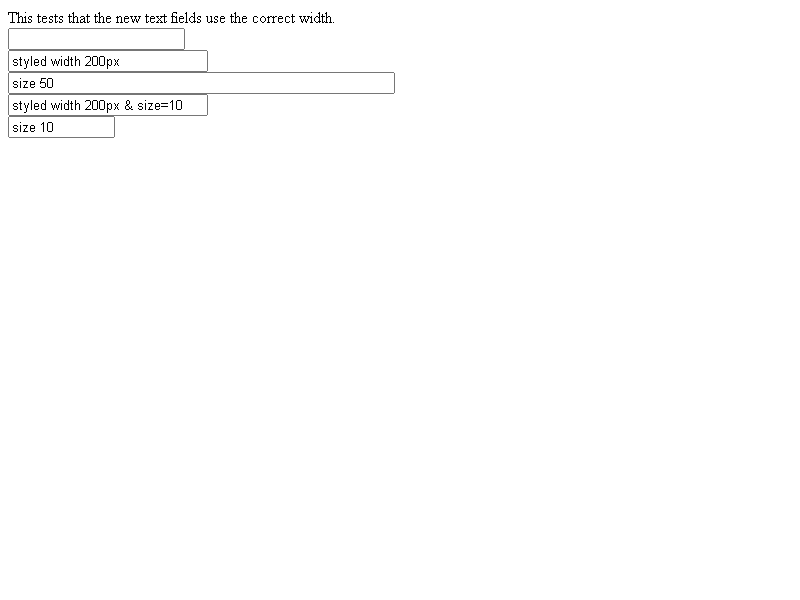 This tests that the new text fields use the correct width.
styled width 200px
size 50
styled width 200px & size=10
size 10